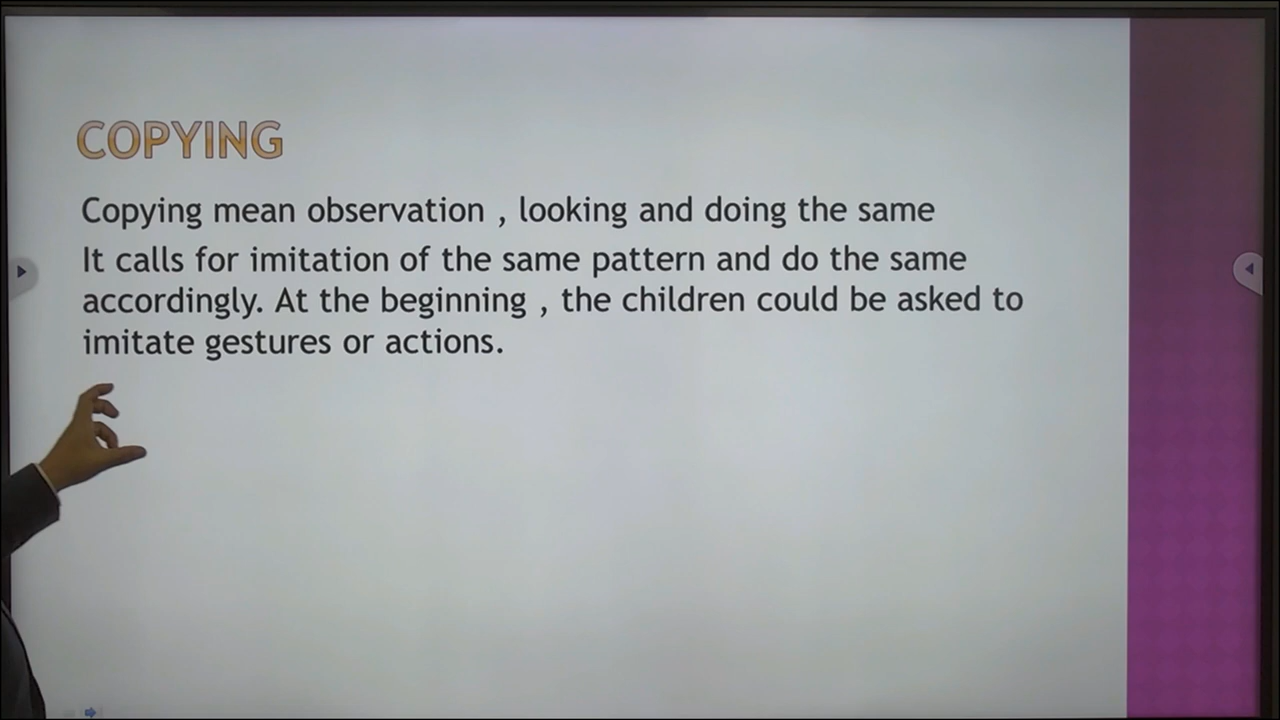 COPYING
Copying mean observation , looking and doing the same
It calls for imitation of the same pattern and do the same
accordingly. At the beginning , the children could be asked to
imitate gestures or actions.